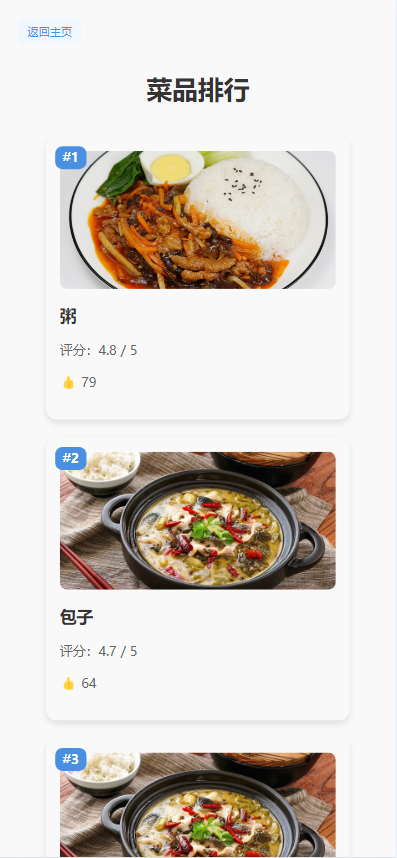 返回主页
菜品排行
#1
粥
评分：4.8 / 5
👍 79
#2
包子
评分：4.7 / 5
👍 64
#3